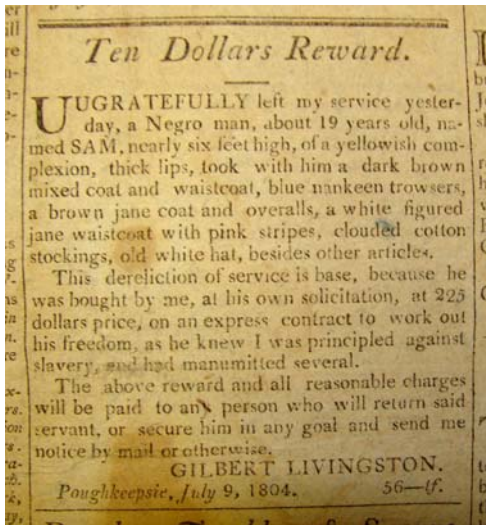 Ten Dollars Reward.
UUGRATEFULLY left my service yester-
day, a Negro man, about 19 years old, na-
med SAM, nearly six feet high, of a yellowish com-
plexion, thick lips, took with him a dark brown
mixed coat and waistcoat, blue nankeen trowsers,
a brown jane coat and overalls, a white figured
jane waistcoat with pink stripes, clouded cotton
stockings, old white hat, besides other articles.
This dereliction of service is base, because he
was bought by me, at his own solicitation, at 225
dollars price, on an express contract to work out
his freedom, as he knew I was principled against
slavery, and had manumitted several.
The above reward and all reasonable charges
will be paid to any person who will return said
servant, or secure him in any goal and send me
notice by mail or otherwise.
GILBERT LIVINGSTON.
Poughkeepsie, July 9, 1804. 56—tf.